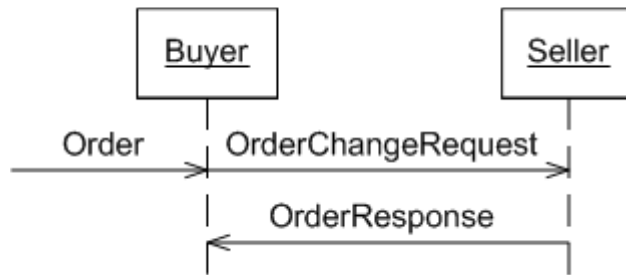 Buyer
Seller
Order
OrderChangeRequest
OrderResponse